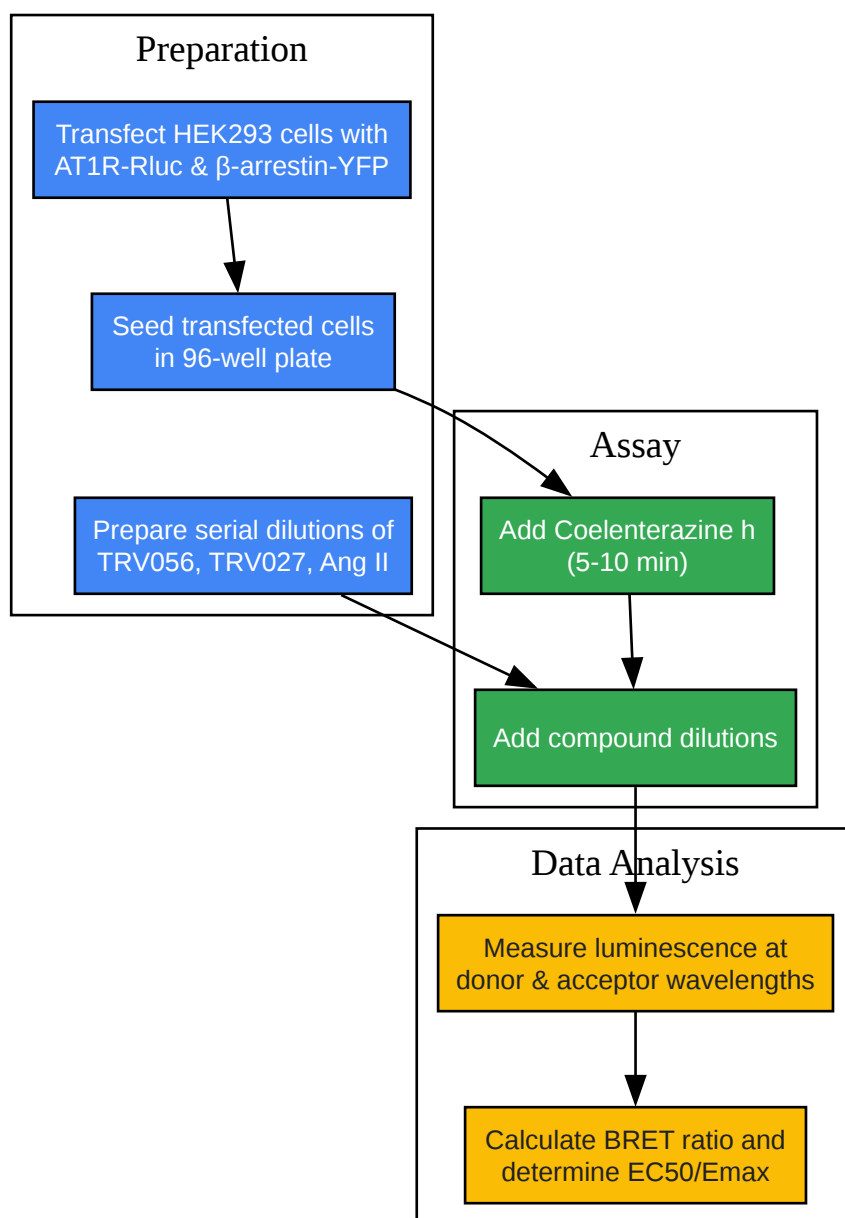 Preparation
Transfect HEK293 cells with
AT1R-Rluc & β-arrestin-YFP
Seed transfected cells
in 96-well plate
Prepare serial dilutions of
TRV056, TRV027, Ang II
Assay
Add Coelenterazine h
(5-10 min)
Add compound dilutions
Data Analysis
Measure luminescence at
donor & acceptor wavelengths
Calculate BRET ratio and
determine EC50/Emax